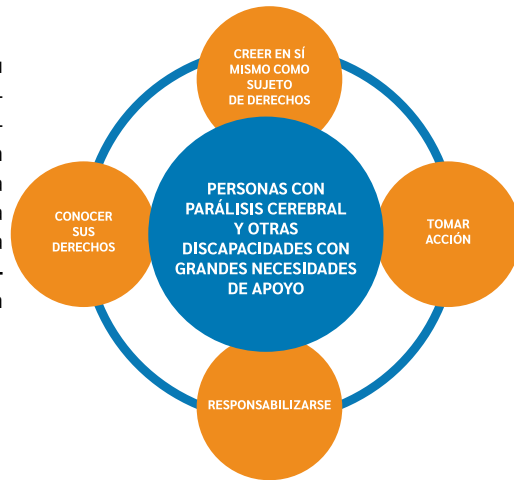 CREER EN SÍ
MISMO COMO
SUJETO
DE DERECHOS
CONOCER
SUS
DERECHOS
PERSONAS CON
PARÁLISIS CEREBRAL
Y OTRAS
DISCAPACIDADES CON
GRANDES NECESIDADES
DE APOYO
TOMAR
ACCIÓN
RESPONSABILIZARSE